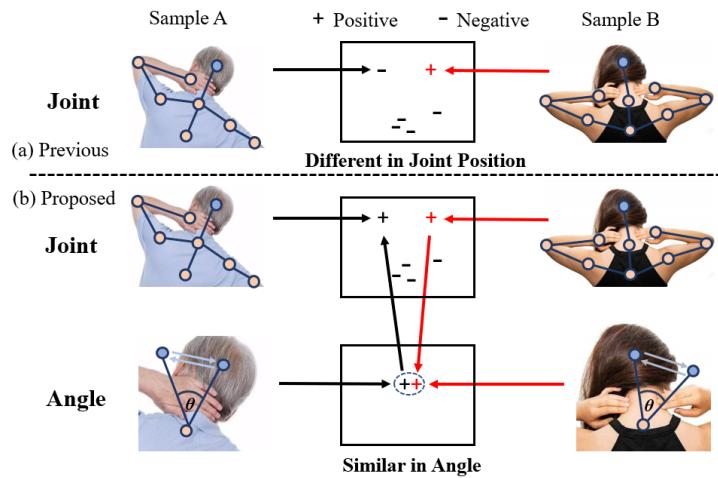 Sample A + Positive - Negative Sample B
- +
Joint
(a) Previous
Different in Joint Position
(b) Proposed
+ +
Joint
Angle
θ ++ θ
Similar in Angle